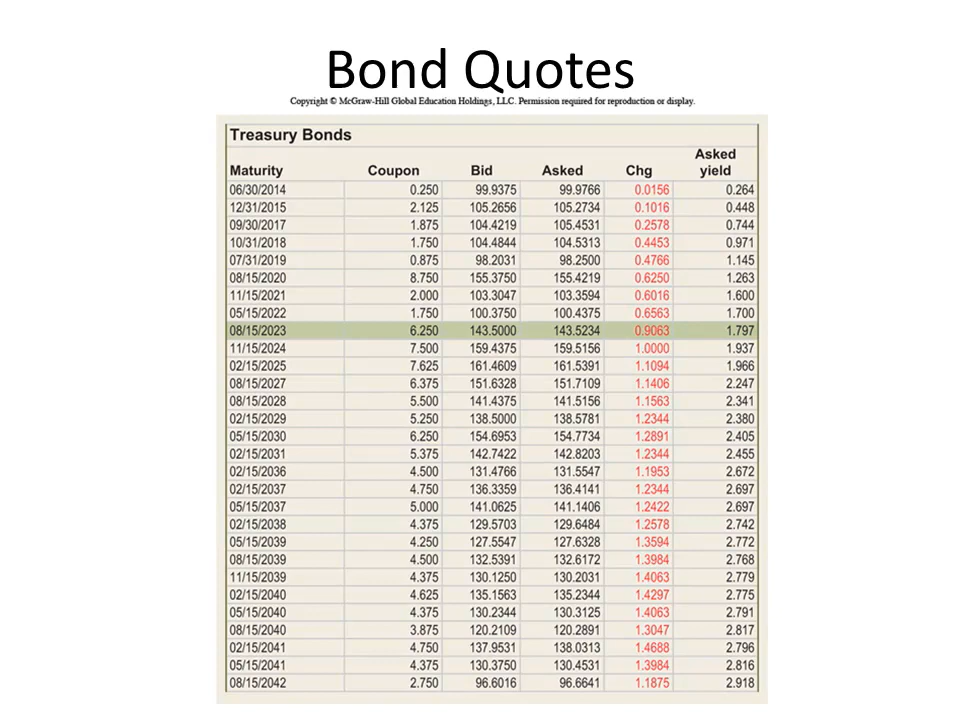 Bond Quotes
Copyright © McGraw-Hill Global Education Holdings, LLC. Permission required for reproduction or display.
Treasury Bonds
Maturity Coupon Bid Asked Chg Asked yield
06/30/2014 0.250 99.9375 99.9766 0.0156 0.264
12/31/2015 2.125 105.2656 105.2734 0.1016 0.448
09/30/2017 1.875 104.4219 105.4531 0.2578 0.744
10/31/2018 1.750 104.4844 104.5313 0.4453 0.971
07/31/2019 0.875 98.2031 98.2500 0.4766 1.145
08/15/2020 8.750 155.3750 155.4219 0.6250 1.263
11/15/2021 2.000 103.3047 103.3594 0.6016 1.600
05/15/2022 1.750 100.3750 100.4375 0.6563 1.700
08/15/2023 6.250 143.5000 143.5234 0.9063 1.797
11/15/2024 7.500 159.4375 159.5156 1.0000 1.937
02/15/2025 7.625 161.4609 161.5391 1.1094 1.966
08/15/2027 6.375 151.6328 151.7109 1.1406 2.247
08/15/2028 5.500 141.4375 141.5156 1.1563 2.341
02/15/2029 5.250 138.5000 138.5781 1.2344 2.380
05/15/2030 6.250 154.6953 154.7734 1.2891 2.405
02/15/2031 5.375 142.7422 142.8203 1.2344 2.455
02/15/2036 4.500 131.4766 131.5547 1.1953 2.672
02/15/2037 4.750 136.3359 136.4141 1.2344 2.697
05/15/2037 5.000 141.0625 141.1406 1.2422 2.697
02/15/2038 4.375 129.5703 129.6484 1.2578 2.742
05/15/2039 4.250 127.5547 127.6328 1.3594 2.772
08/15/2039 4.500 132.5391 132.6172 1.3984 2.768
11/15/2039 4.375 130.1250 130.2031 1.4063 2.779
02/15/2040 4.625 135.1563 135.2344 1.4297 2.775
05/15/2040 4.375 130.2344 130.3125 1.4063 2.791
08/15/2040 3.875 120.2109 120.2891 1.3047 2.817
02/15/2041 4.750 137.9531 138.0313 1.4688 2.796
05/15/2041 4.375 130.3750 130.4531 1.3984 2.816
08/15/2042 2.750 96.6016 96.6641 1.1875 2.918